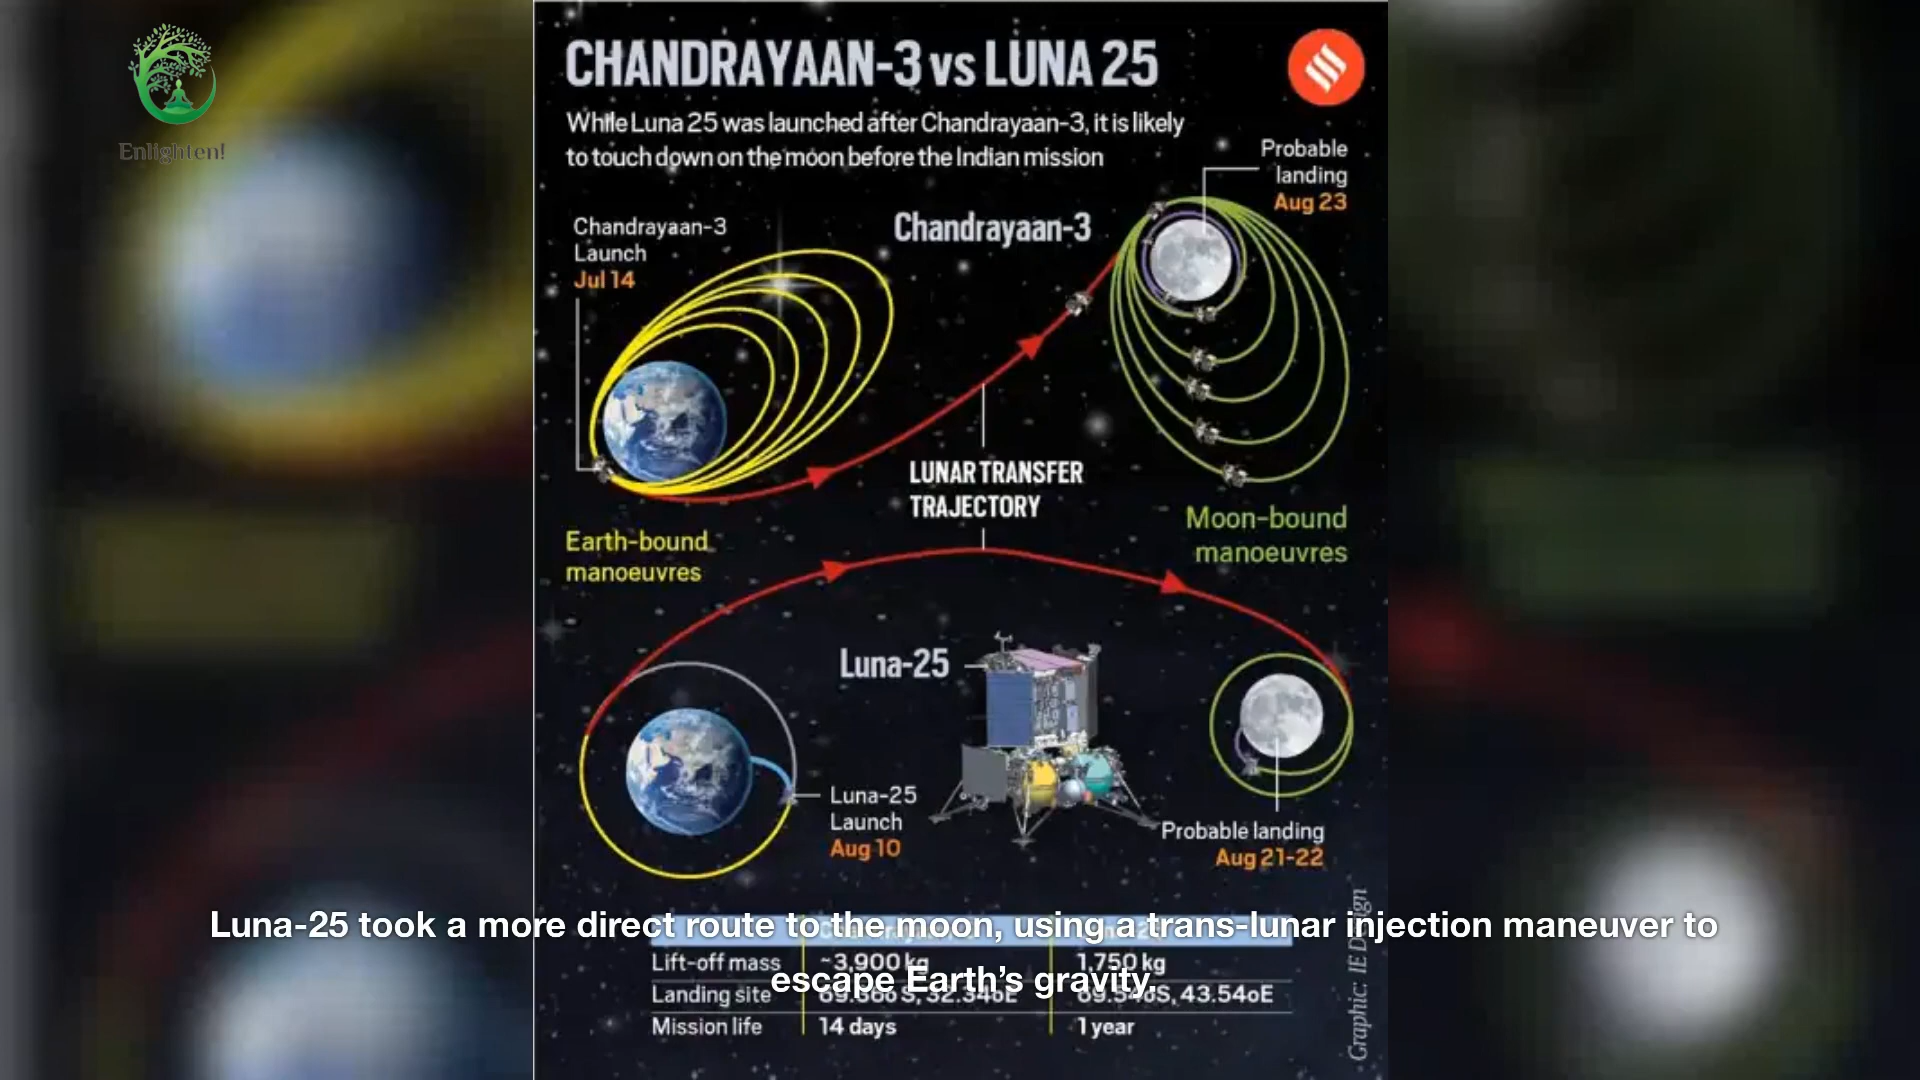 Enlighten!
CHANDRAYAAN-3 vs LUNA 25
While Luna 25 was launched after Chandrayaan-3, it is likely
to touch down on the moon before the Indian mission
Probable
landing
Aug 23
Chandrayaan-3
Launch
Jul 14
Chandrayaan-3
LUNAR TRANSFER
TRAJECTORY
Earth-bound
manoeuvres
Moon-bound
manoeuvres
Luna-25
Luna-25
Launch
Aug 10
Probable landing
Aug 21-22
Luna-25 took a more direct route to the moon, using a trans-lunar injection maneuver to
escape Earth's gravity.
Lift-off mass ~3,900 kg 1,750 kg
Landing site 32.34oE 43.54oE
Mission life 14 days 1 year
Graphic: IE